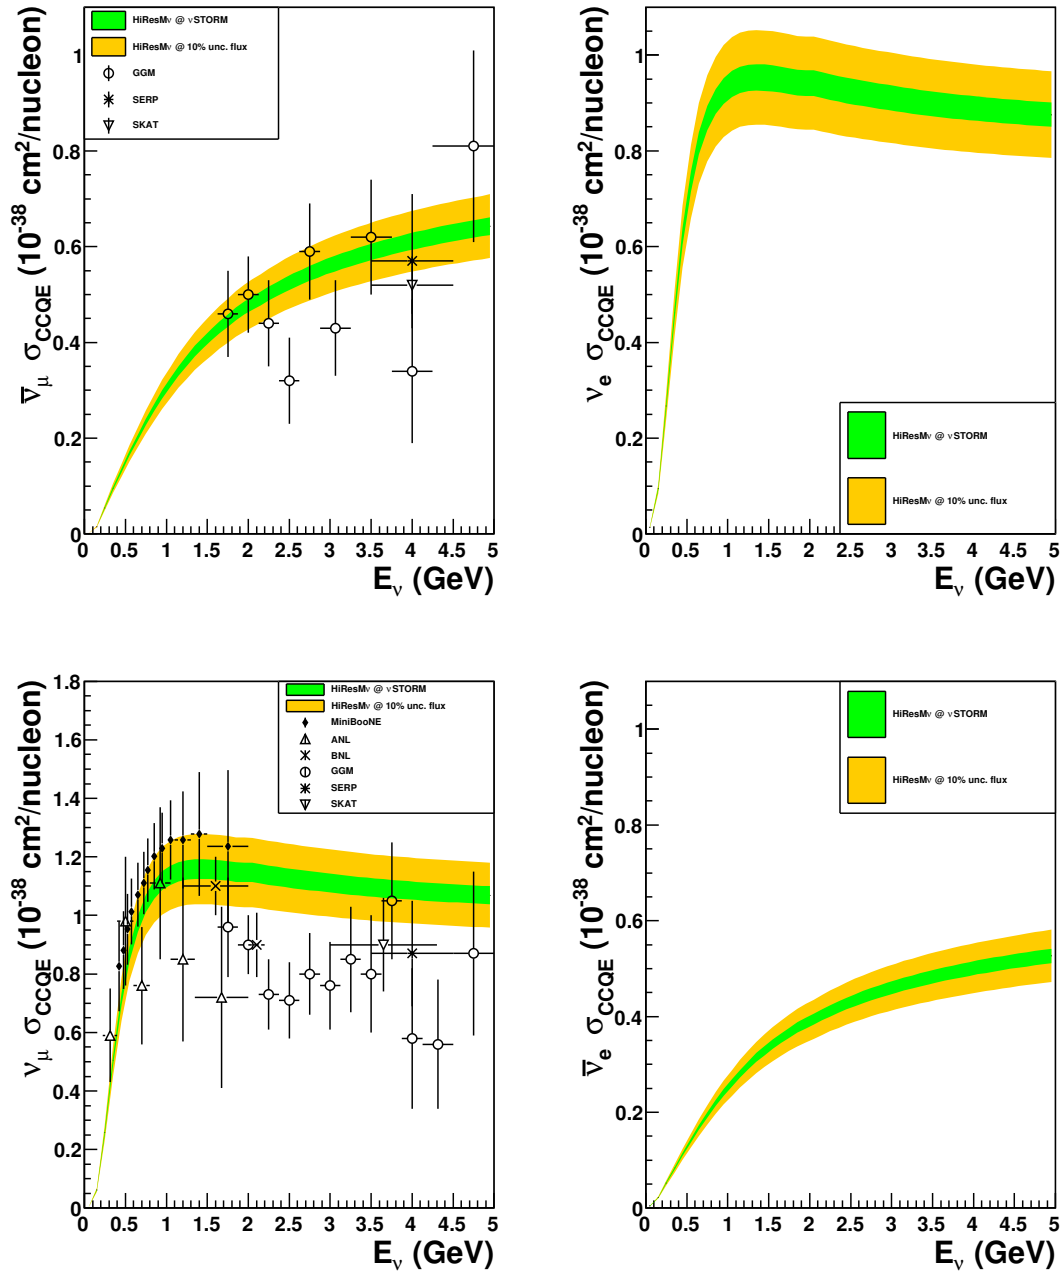 HiResMν @ νSTORM
HiResMν @ 10% unc. flux
GGM
SERP
SKAT
ν̅μ σCCQE (10⁻³⁸ cm²/nucleon)
1
0.8
0.6
0.4
0.2
0
0 0.5 1 1.5 2 2.5 3 3.5 4 4.5 5
Eν (GeV)
νe σCCQE (10⁻³⁸ cm²/nucleon)
1
0.8
0.6
0.4
0.2
0
HiResMν @ νSTORM
HiResMν @ 10% unc. flux
0 0.5 1 1.5 2 2.5 3 3.5 4 4.5 5
Eν (GeV)
νμ σCCQE (10⁻³⁸ cm²/nucleon)
1.8
1.6
1.4
1.2
1
0.8
0.6
0.4
0.2
0
HiResMν @ νSTORM
HiResMν @ 10% unc. flux
MiniBooNE
ANL
BNL
GGM
SERP
SKAT
0 0.5 1 1.5 2 2.5 3 3.5 4 4.5 5
Eν (GeV)
ν̅e σCCQE (10⁻³⁸ cm²/nucleon)
1
0.8
0.6
0.4
0.2
0
HiResMν @ νSTORM
HiResMν @ 10% unc. flux
0 0.5 1 1.5 2 2.5 3 3.5 4 4.5 5
Eν (GeV)